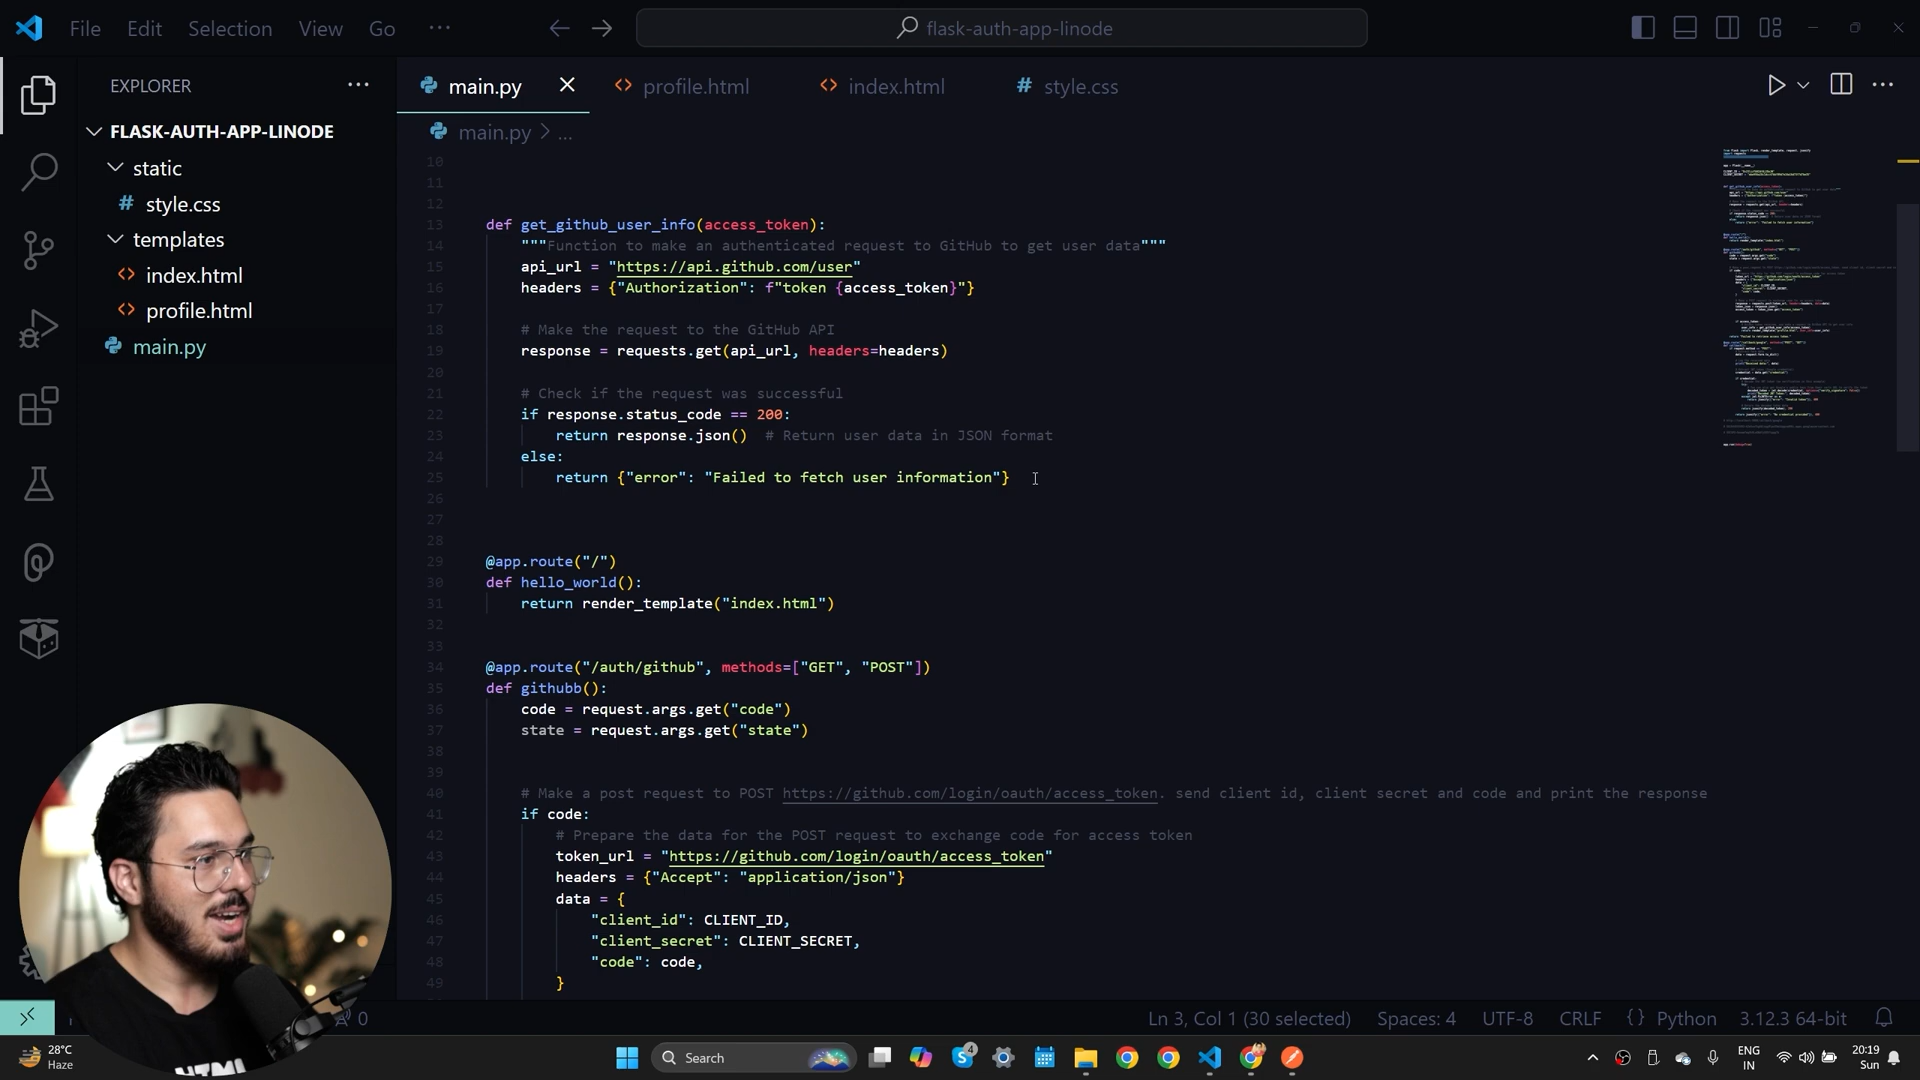 File Edit Selection View Go ···
flask-auth-app-linode
EXPLORER
FLASK-AUTH-APP-LINODE
static
# style.css
templates
<> index.html
<> profile.html
main.py
main.py
<> profile.html
<> index.html
# style.css
main.py > ...
10
11
12
13 def get_github_user_info(access_token):
14 """Function to make an authenticated request to GitHub to get user data"""
15 api_url = "https://api.github.com/user"
16 headers = {"Authorization": f"token {access_token}"}
17
18 # Make the request to the GitHub API
19 response = requests.get(api_url, headers=headers)
20
21 # Check if the request was successful
22 if response.status_code == 200:
23 return response.json()  # Return user data in JSON format
24 else:
25 return {"error": "Failed to fetch user information"}
26
27
28
29 @app.route("/")
30 def hello_world():
31 return render_template("index.html")
32
33
34 @app.route("/auth/github", methods=["GET", "POST"])
35 def githubb():
36 code = request.args.get("code")
37 state = request.args.get("state")
38
39
40 # Make a post request to POST https://github.com/login/oauth/access_token. send client id, client secret and code and print the response
41 if code:
42 # Prepare the data for the POST request to exchange code for access token
43 token_url = "https://github.com/login/oauth/access_token"
44 headers = {"Accept": "application/json"}
45 data = {
46 "client_id": CLIENT_ID,
47 "client_secret": CLIENT_SECRET,
48 "code": code,
49 }
0
Ln 3, Col 1 (30 selected)
Spaces: 4
UTF-8
CRLF
{} Python
3.12.3 64-bit
HTML
28°C
Haze
Search
4
ENG
IN
20:19
Sun